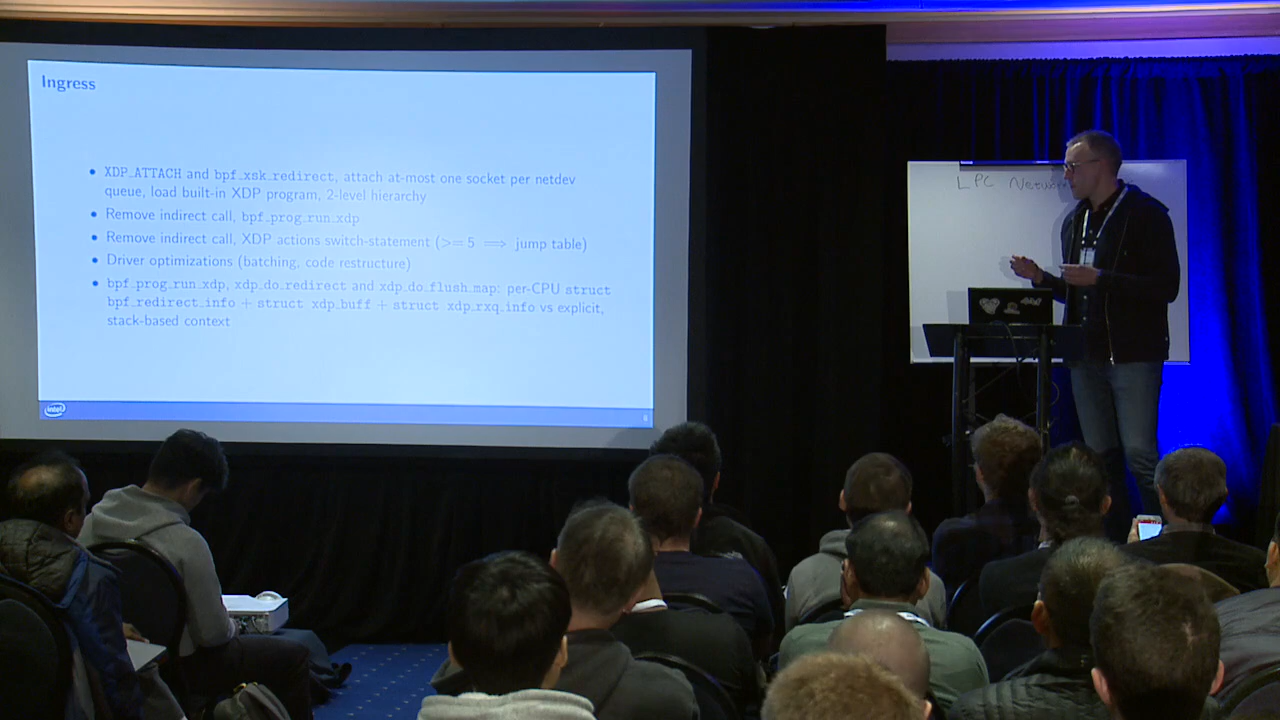 Ingress
• XDP_ATTACH and bpf_xsk_redirect, attach at-most one socket per netdev
queue, load built-in XDP program, 2-level hierarchy
• Remove indirect call, bpf_prog_run_xdp
• Remove indirect call, XDP actions switch-statement (>= 5 ⟹ jump table)
• Driver optimizations (batching, code restructure)
• bpf_prog_run_xdp, xdp_do_redirect and xdp_do_flush_map: per-CPU struct
bpf_redirect_info + struct xdp_buff + struct xdp_rxq_info vs explicit,
stack-based context
intel
LPC Network